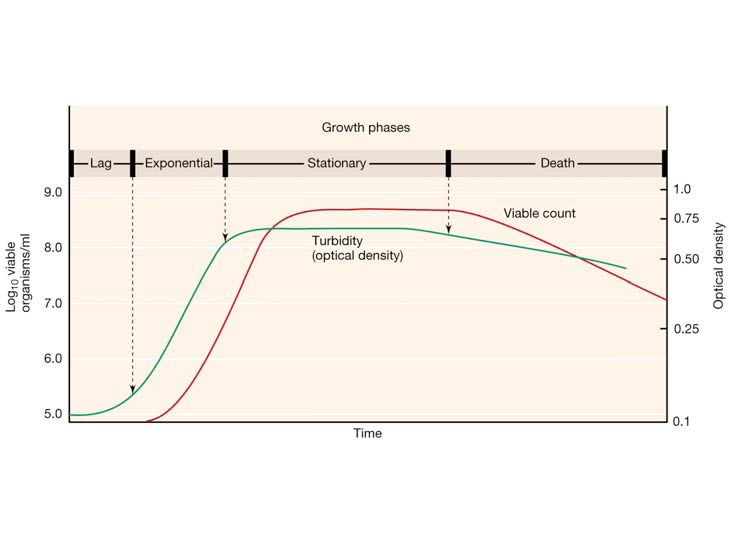 Growth phases
Lag Exponential Stationary Death
9.0
8.0
7.0
6.0
5.0
Log10 viable
organisms/ml
Viable count
Turbidity
(optical density)
1.0
0.75
0.50
0.25
0.1
Optical density
Time